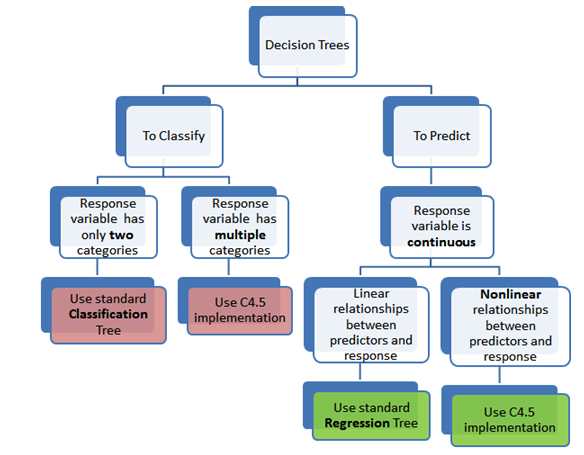 Decision Trees
To Classify
To Predict
Response
variable has
only two
categories
Response
variable has
multiple
categories
Response
variable is
continuous
Use standard
Classification
Tree
Use C4.5
implementation
Linear
relationships
between
predictors and
response
Nonlinear
relationships
between
predictors and
response
Use standard
Regression Tree
Use C4.5
implementation